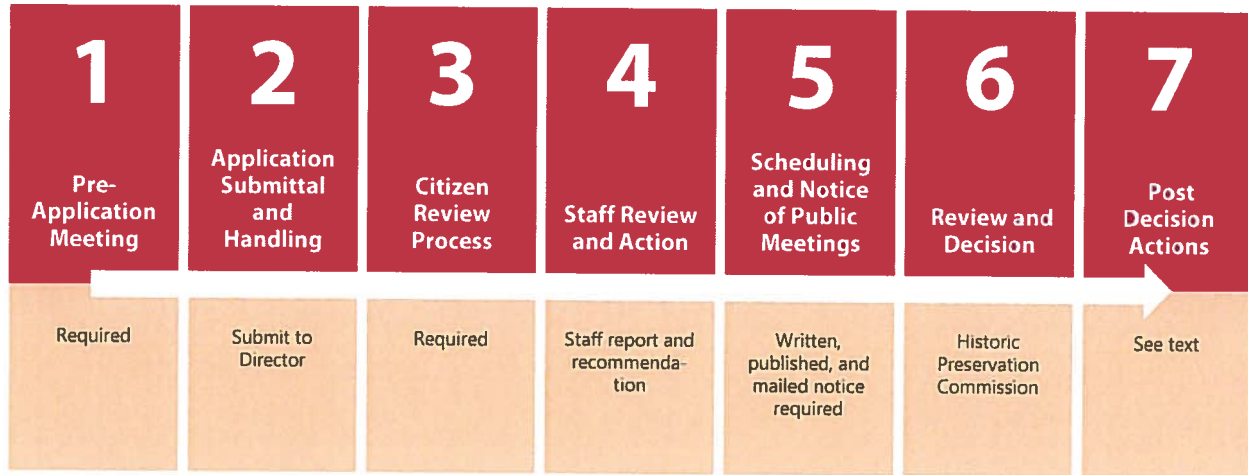 1
Pre-
Application
Meeting
Required
2
Application
Submittal
and
Handling
Submit to
Director
3
Citizen
Review
Process
Required
4
Staff Review
and Action
Staff report and
recommenda-
tion
5
Scheduling
and Notice
of Public
Meetings
Written,
published, and
mailed notice
required
6
Review and
Decision
Historic
Preservation
Commission
7
Post
Decision
Actions
See text